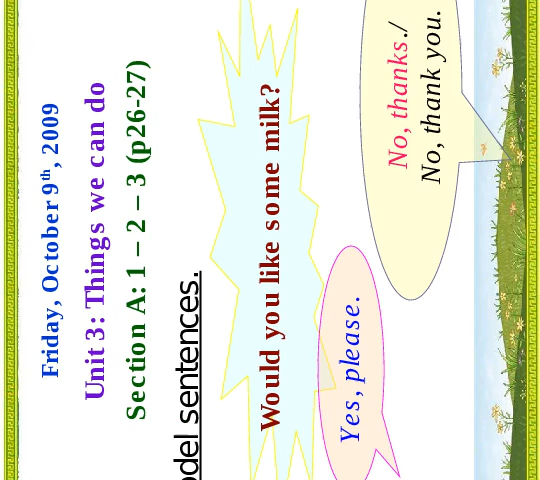 Friday, October 9th, 2009
Unit 3: Things we can do
Section A: 1 – 2 – 3 (p26-27)
odel sentences.
Would you like some milk?
Yes, please.
No, thanks./
No, thank you.